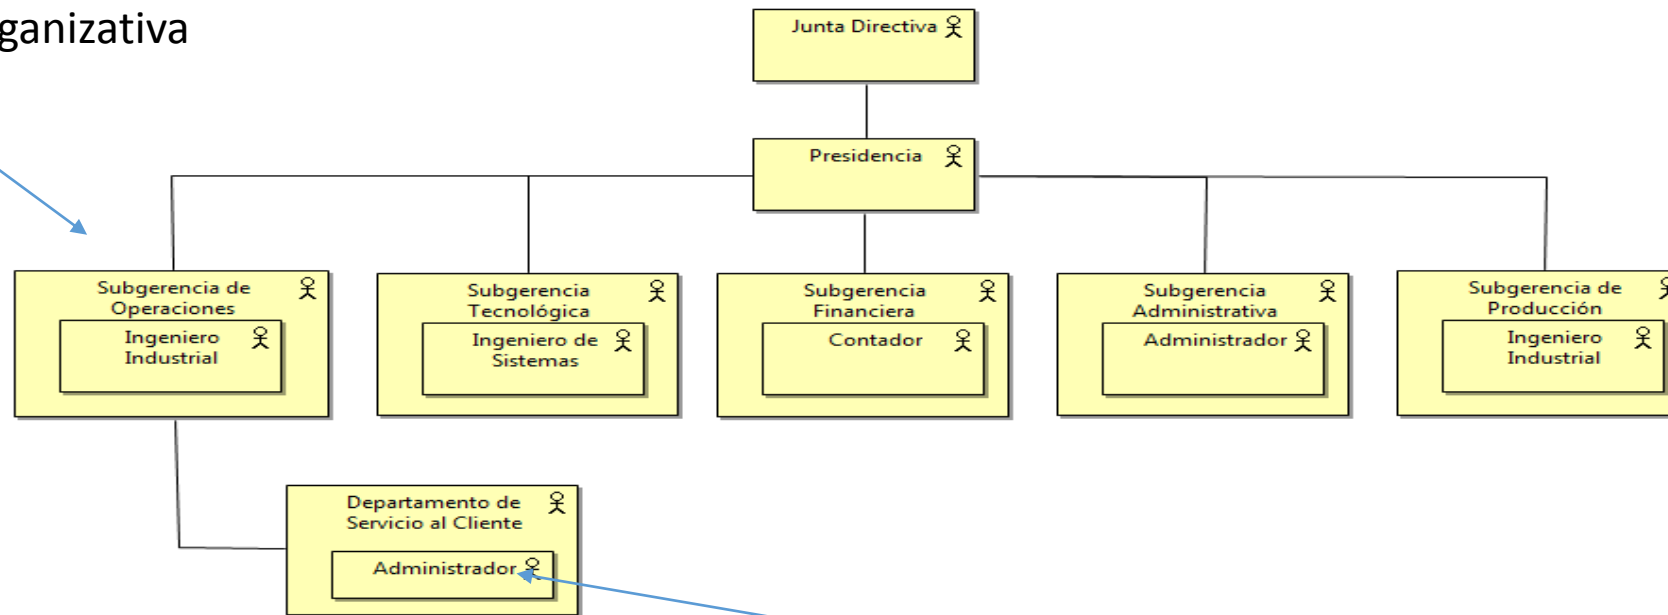 ganizativa
Junta Directiva
Presidencia
Subgerencia de
Operaciones
Ingeniero
Industrial
Subgerencia
Tecnológica
Ingeniero de
Sistemas
Subgerencia
Financiera
Contador
Subgerencia
Administrativa
Administrador
Subgerencia de
Producción
Ingeniero
Industrial
Departamento de
Servicio al Cliente
Administrador